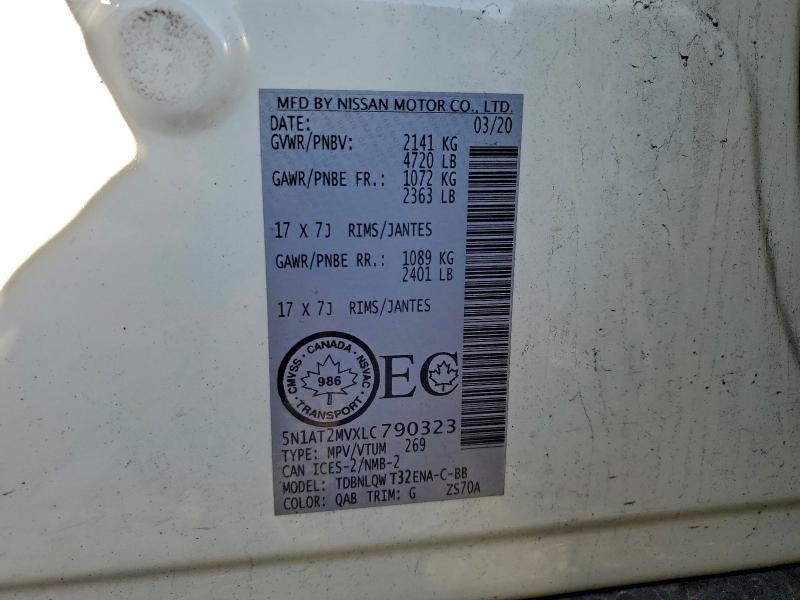 MFD BY NISSAN MOTOR CO., LTD.
DATE: 03/20
GVWR/PNBV: 2141 KG
4720 LB
GAWR/PNBE FR.: 1072 KG
2363 LB
17 X 7J RIMS/JANTES
GAWR/PNBE RR.: 1089 KG
2401 LB
17 X 7J RIMS/JANTES
CANADA
CMVSS
NSVAC
986
TRANSPORT
EC
5N1AT2MVXLC790323
TYPE: MPV/VTUM 269
CAN ICES-2/NMB-2
MODEL: TDBNLQW T32ENA-C-BB
COLOR: QAB TRIM: G ZS70A